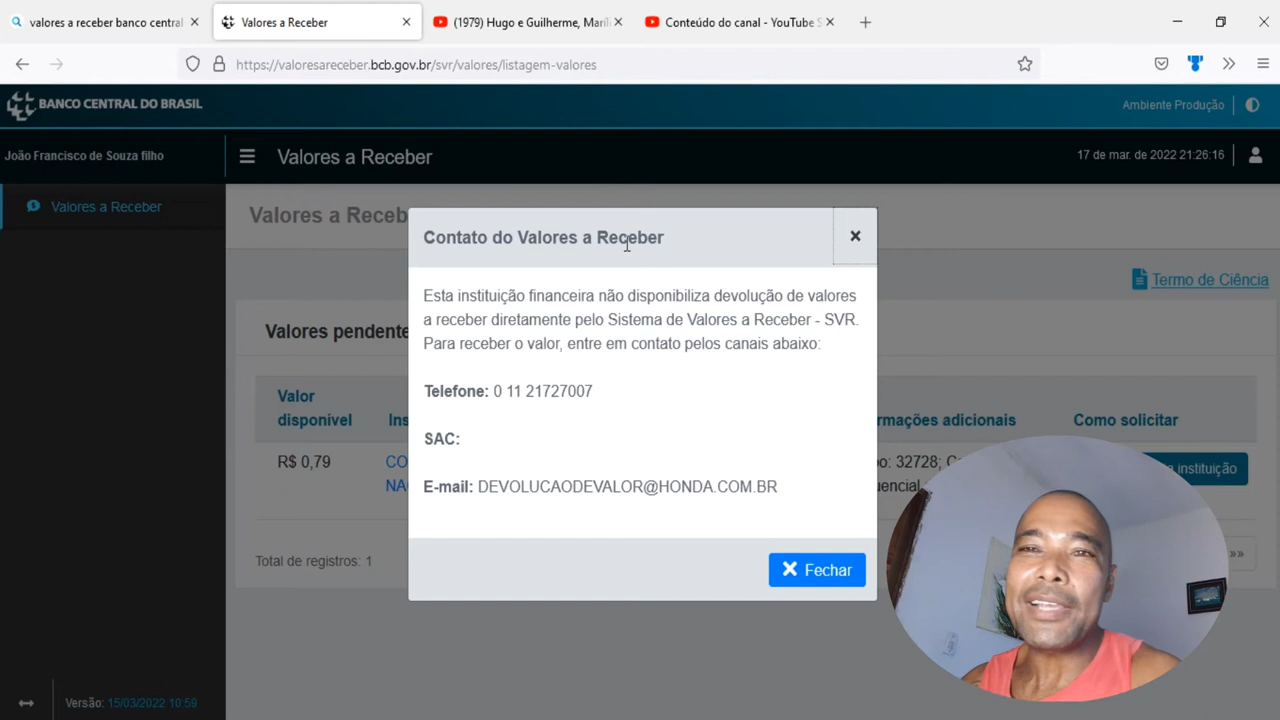 valores a receber banco central
Valores a Receber
(1979) Hugo e Guilherme, Maríl
Conteúdo do canal - YouTube S
https://valoresareceber.bcb.gov.br/svr/valores/listagem-valores
BANCO CENTRAL DO BRASIL
Ambiente Produção
João Francisco de Souza filho
Valores a Receber
17 de mar. de 2022 21:26:16
Valores a Receber
Valores a Receb
Contato do Valores a Receber
Termo de Ciência
Esta instituição financeira não disponibiliza devolução de valores
a receber diretamente pelo Sistema de Valores a Receber - SVR.
Para receber o valor, entre em contato pelos canais abaixo:
Valores pendente
Telefone: 0 11 21727007
Valor
disponível
Ins
rmações adicionais
Como solicitar
SAC:
R$ 0,79
CO
NA
po: 32728; C
uencial
a instituição
E-mail: DEVOLUCAODEVALOR@HONDA.COM.BR
Total de registros: 1
»»
Fechar
Versão: 15/03/2022 10:59